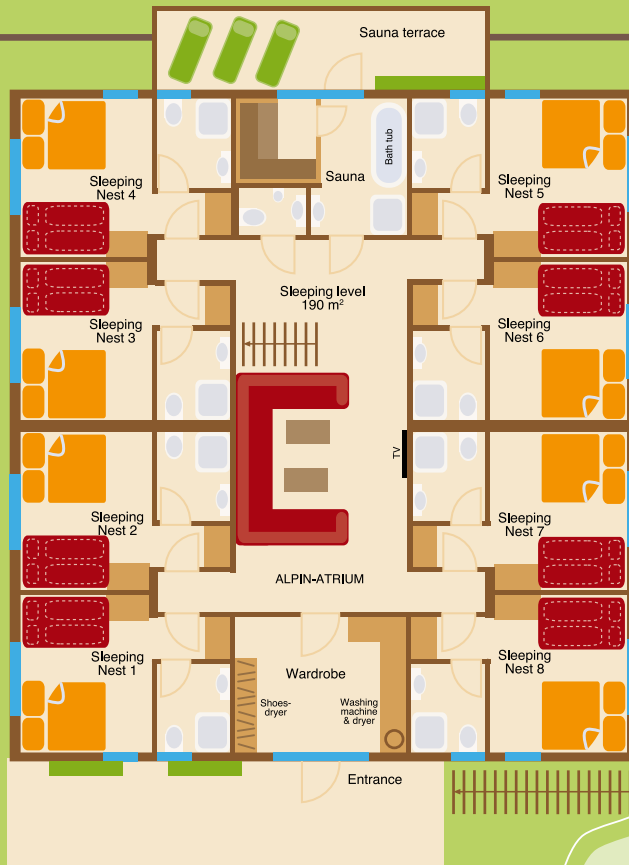 Sauna terrace
Bath tub
Sauna
Sleeping
Nest 4
Sleeping
Nest 5
Sleeping level
190 m²
Sleeping
Nest 3
Sleeping
Nest 6
TV
Sleeping
Nest 2
Sleeping
Nest 7
ALPIN-ATRIUM
Sleeping
Nest 1
Wardrobe
Sleeping
Nest 8
Shoes-
dryer
Washing
machine
& dryer
Entrance